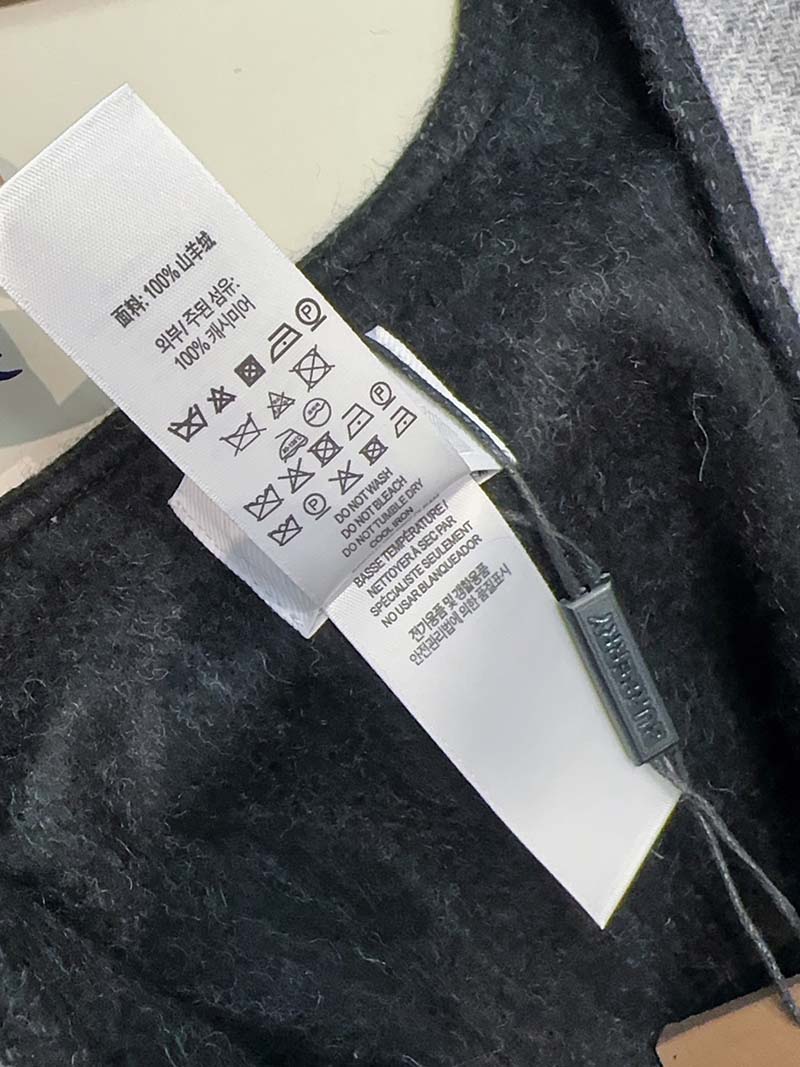 面料: 100% 山羊绒
외부/주된 섬유:
100% 캐시미어
DO NOT WASH
DO NOT BLEACH
DO NOT TUMBLE DRY
COOL IRON
BASSE TEMPÉRATURE!
NETTOYER À SEC PAR
SPÉCIALISTE SEULEMENT
NO USAR BLANQUEADOR
전기용품 및 생활용품
안전관리법에 의한 품질표시